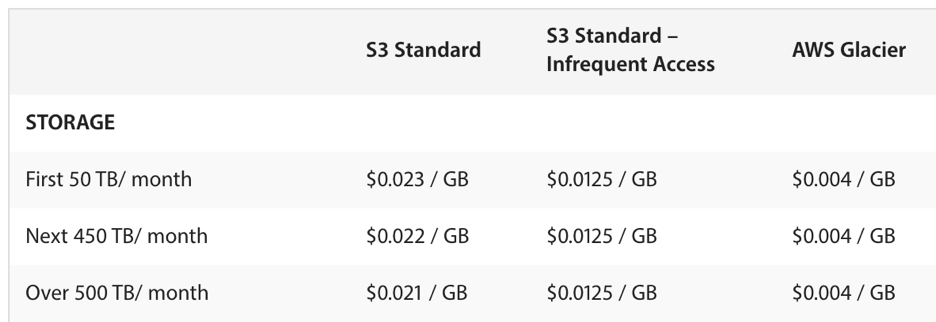 S3 Standard S3 Standard – Infrequent Access AWS Glacier
STORAGE
First 50 TB/ month $0.023 / GB $0.0125 / GB $0.004 / GB
Next 450 TB/ month $0.022 / GB $0.0125 / GB $0.004 / GB
Over 500 TB/ month $0.021 / GB $0.0125 / GB $0.004 / GB